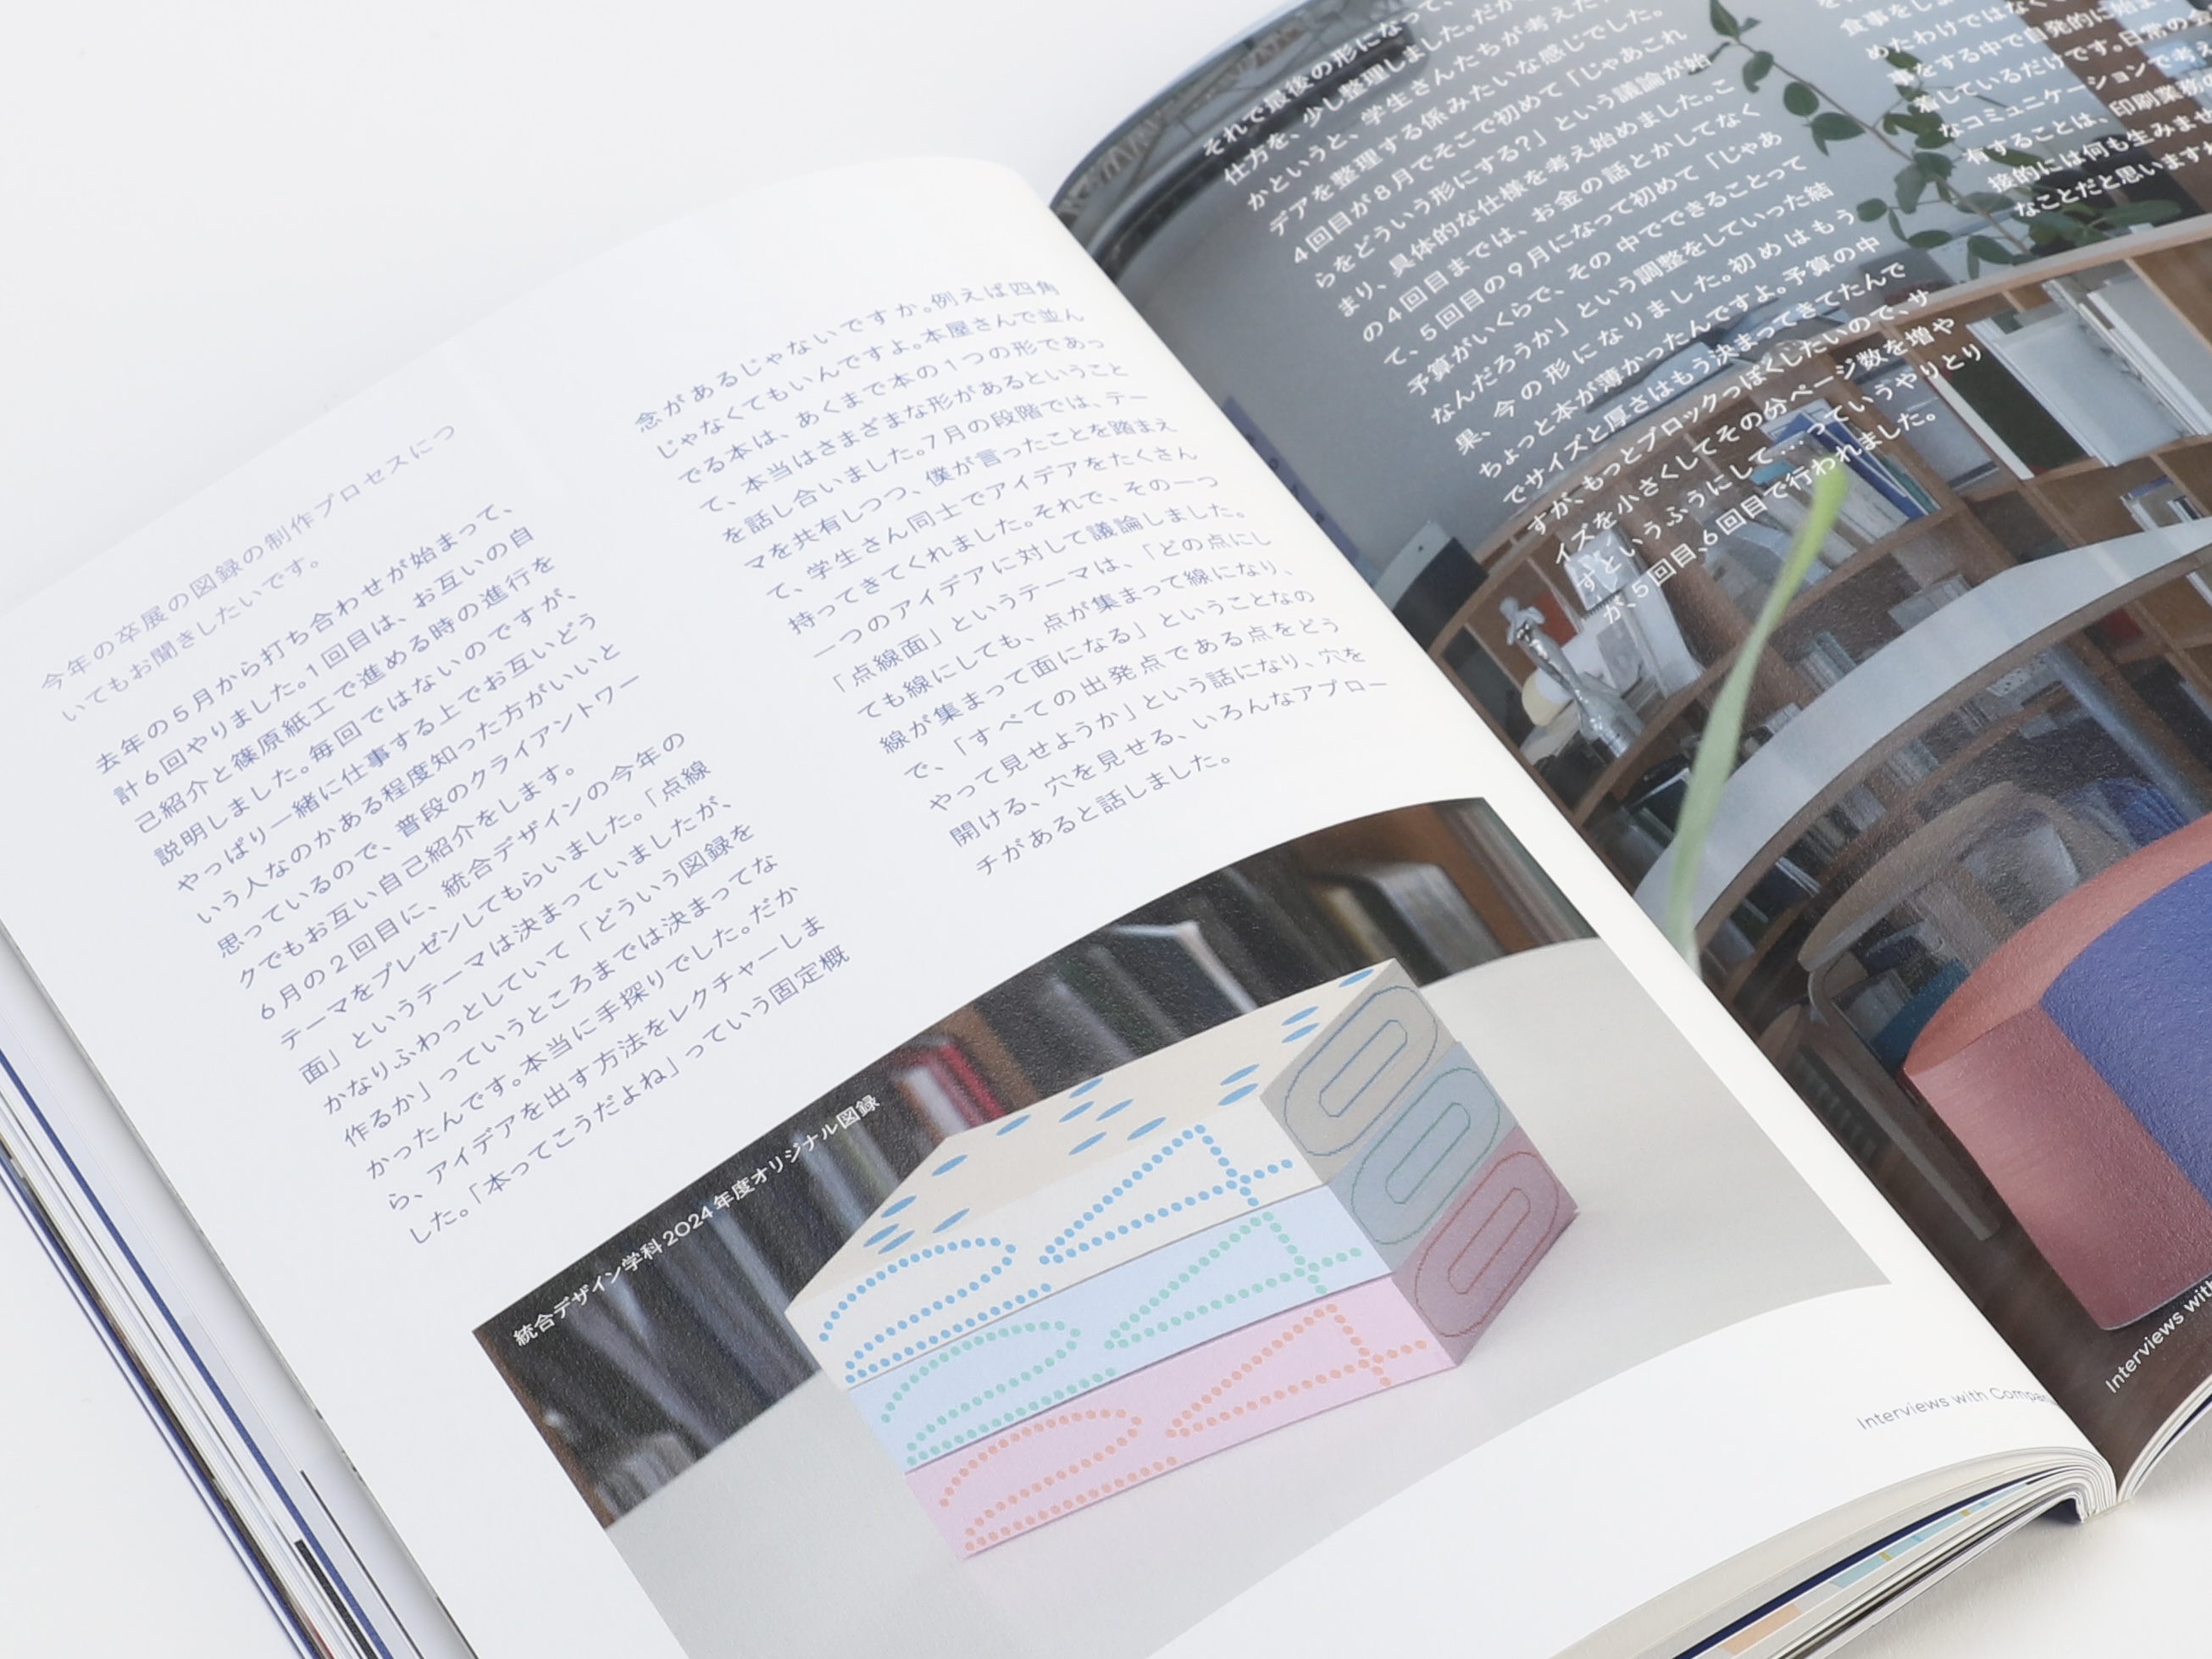 今年の卒展の図録の制作プロセスにつ
いてもお聞きしたいです。
去年の5月から打ち合わせが始まって、
計6回やりました。1回目は、お互いの自
己紹介と篠原紙工で進める時の進行を
説明しました。毎回ではないのですが、
やっぱり一緒に仕事する上でお互いどう
いう人なのかある程度知った方がいいと
思っているので、普段のクライアントワー
クでもお互い自己紹介をします。
6月の2回目に、統合デザインの今年の
テーマをプレゼンしてもらいました。「点線
面」というテーマは決まっていましたが、
かなりふわっとしていて「どういう図録を
作るか」っていうところまでは決まってな
かったんです。本当に手探りでした。だか
ら、アイデアを出す方法をレクチャーしま
した。「本ってこうだよね」っていう固定概
念があるじゃないですか。例えば四角
じゃなくてもいいんですよ。本屋さんで並ん
でる本は、あくまで本の1つの形であっ
て、本当はさまざまな形があるということ
を話し合いました。7月の段階では、テー
マを共有しつつ、僕が言ったことを踏まえ
て、学生さん同士でアイデアをたくさん
持ってきてくれました。それで、その一つ
一つのアイデアに対して議論しました。
「点線面」というテーマは、「どの点にし
ても線にしても、点が集まって線になり、
線が集まって面になる」ということなの
で、「すべての出発点である点をどう
やって見せようか」という話になり、穴を
開ける、穴を見せる、いろんなアプロー
チがあると話しました。
統合デザイン学科 2024 年度オリジナル図録
24
24
24
Interviews with
それで最後の形になって、
仕方を、少し整理しました。だか
かというと、学生さんたちが考えた
デアを整理する係みたいな感じでした。
4回目が8月でそこで初めて「じゃあこれ
らをどういう形にする?」という議論が始
まり、具体的な仕様を考え始めました。こ
の4回目までは、お金の話とかしてなく
て、5回目の9月になって初めて「じゃあ
予算がいくらで、その中でできることって
なんだろうか」という調整をしていった結
果、今の形になりました。初めはもう
ちょっと本が薄かったんですよ。予算の中
でサイズと厚さはもう決まってきてたんで
すが、もっとブロックっぽくしたいので、サ
イズを小さくしてその分ページ数を増や
すというふうにして…っていうやりとり
が、5回目、6回目で行われました。
めたわけではなく
事をする中で自発的に始ま
着しているだけです。日常の会
なコミュニケーションで考え
有することは、印刷業務の
接的には何も生みませ
なことだと思いますね
Interviews with